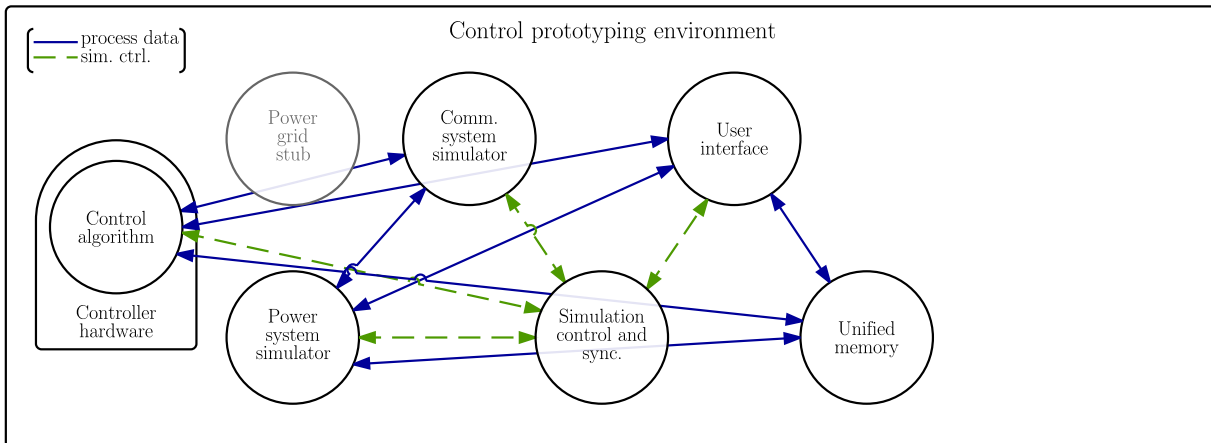 Control prototyping environment
process data
sim. ctrl.
Power
grid
stub
Comm.
system
simulator
User
interface
Control
algorithm
Controller
hardware
Power
system
simulator
Simulation
control and
sync.
Unified
memory